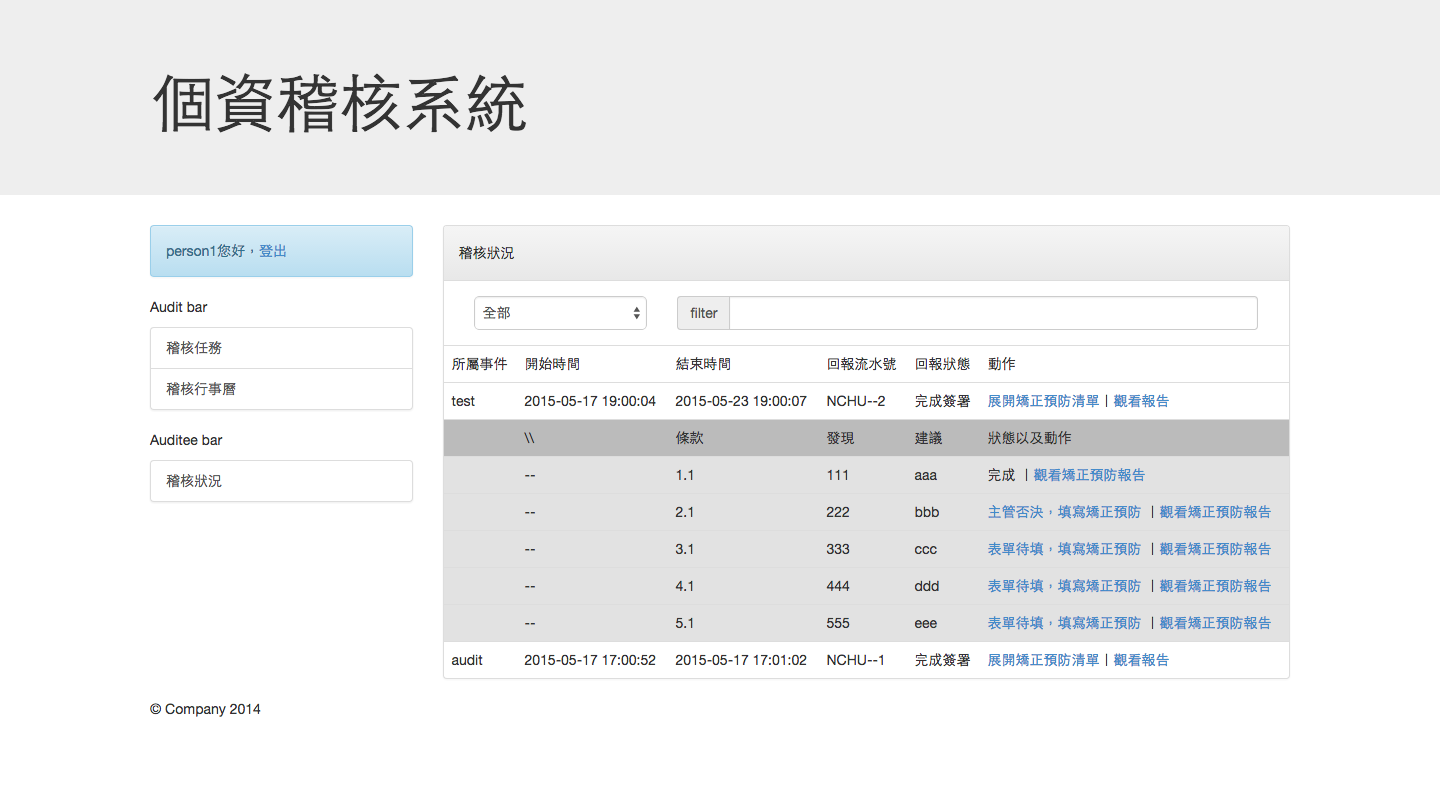 個資稽核系統
person1您好，登出
Audit bar
稽核任務
稽核行事曆
Auditee bar
稽核狀況
稽核狀況
全部 filter
所屬事件 開始時間 結束時間 回報流水號 回報狀態 動作
test 2015-05-17 19:00:04 2015-05-23 19:00:07 NCHU--2 完成簽署 展開矯正預防清單 | 觀看報告
\\ 條款 發現 建議 狀態以及動作
-- 1.1 111 aaa 完成 | 觀看矯正預防報告
-- 2.1 222 bbb 主管否決，填寫矯正預防 | 觀看矯正預防報告
-- 3.1 333 ccc 表單待填，填寫矯正預防 | 觀看矯正預防報告
-- 4.1 444 ddd 表單待填，填寫矯正預防 | 觀看矯正預防報告
-- 5.1 555 eee 表單待填，填寫矯正預防 | 觀看矯正預防報告
audit 2015-05-17 17:00:52 2015-05-17 17:01:02 NCHU--1 完成簽署 展開矯正預防清單 | 觀看報告
© Company 2014